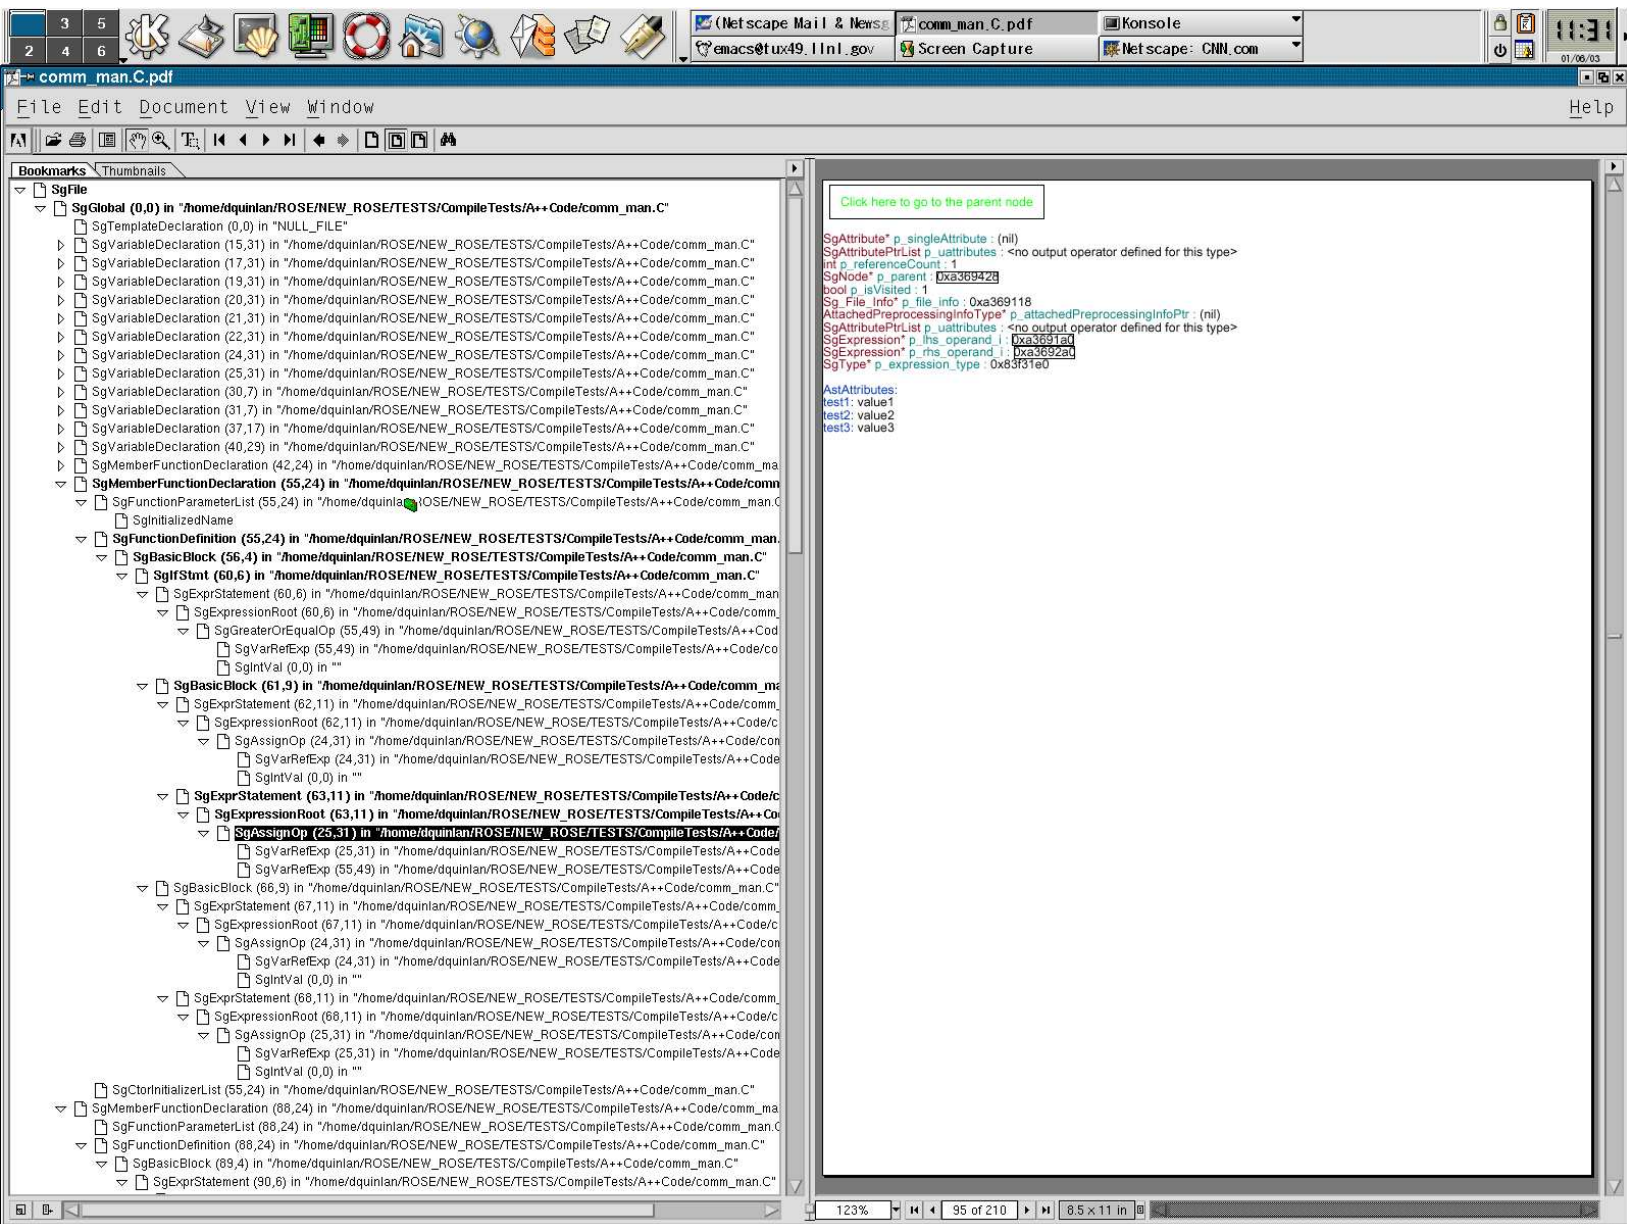 3 5
2 4 6
(Netscape Mail & Newsg
comm_man.C.pdf
Konsole
emacs@tux49.llnl.gov
Screen Capture
Netscape: CNN.com
11:31
01/06/03
comm_man.C.pdf
File Edit Document View Window
Help
Bookmarks Thumbnails
SgFile
SgGlobal (0,0) in "/home/dquinlan/ROSE/NEW_ROSE/TESTS/CompileTests/A++Code/comm_man.C"
SgTemplateDeclaration (0,0) in "NULL_FILE"
SgVariableDeclaration (15,31) in "/home/dquinlan/ROSE/NEW_ROSE/TESTS/CompileTests/A++Code/comm_man.C"
SgVariableDeclaration (17,31) in "/home/dquinlan/ROSE/NEW_ROSE/TESTS/CompileTests/A++Code/comm_man.C"
SgVariableDeclaration (19,31) in "/home/dquinlan/ROSE/NEW_ROSE/TESTS/CompileTests/A++Code/comm_man.C"
SgVariableDeclaration (20,31) in "/home/dquinlan/ROSE/NEW_ROSE/TESTS/CompileTests/A++Code/comm_man.C"
SgVariableDeclaration (21,31) in "/home/dquinlan/ROSE/NEW_ROSE/TESTS/CompileTests/A++Code/comm_man.C"
SgVariableDeclaration (22,31) in "/home/dquinlan/ROSE/NEW_ROSE/TESTS/CompileTests/A++Code/comm_man.C"
SgVariableDeclaration (24,31) in "/home/dquinlan/ROSE/NEW_ROSE/TESTS/CompileTests/A++Code/comm_man.C"
SgVariableDeclaration (25,31) in "/home/dquinlan/ROSE/NEW_ROSE/TESTS/CompileTests/A++Code/comm_man.C"
SgVariableDeclaration (30,7) in "/home/dquinlan/ROSE/NEW_ROSE/TESTS/CompileTests/A++Code/comm_man.C"
SgVariableDeclaration (31,7) in "/home/dquinlan/ROSE/NEW_ROSE/TESTS/CompileTests/A++Code/comm_man.C"
SgVariableDeclaration (37,17) in "/home/dquinlan/ROSE/NEW_ROSE/TESTS/CompileTests/A++Code/comm_man.C"
SgVariableDeclaration (40,29) in "/home/dquinlan/ROSE/NEW_ROSE/TESTS/CompileTests/A++Code/comm_man.C"
SgMemberFunctionDeclaration (42,24) in "/home/dquinlan/ROSE/NEW_ROSE/TESTS/CompileTests/A++Code/comm_ma
SgMemberFunctionDeclaration (55,24) in "/home/dquinlan/ROSE/NEW_ROSE/TESTS/CompileTests/A++Code/comm
SgFunctionParameterList (55,24) in "/home/dquinlan/ROSE/NEW_ROSE/TESTS/CompileTests/A++Code/comm_man.C
SgInitializedName
SgFunctionDefinition (55,24) in "/home/dquinlan/ROSE/NEW_ROSE/TESTS/CompileTests/A++Code/comm_man.
SgBasicBlock (56,4) in "/home/dquinlan/ROSE/NEW_ROSE/TESTS/CompileTests/A++Code/comm_man.C"
SgIfStmt (60,6) in "/home/dquinlan/ROSE/NEW_ROSE/TESTS/CompileTests/A++Code/comm_man.C"
SgExprStatement (60,6) in "/home/dquinlan/ROSE/NEW_ROSE/TESTS/CompileTests/A++Code/comm_man
SgExpressionRoot (60,6) in "/home/dquinlan/ROSE/NEW_ROSE/TESTS/CompileTests/A++Code/comm_
SgGreaterOrEqualOp (55,49) in "/home/dquinlan/ROSE/NEW_ROSE/TESTS/CompileTests/A++Cod
SgVarRefExp (55,49) in "/home/dquinlan/ROSE/NEW_ROSE/TESTS/CompileTests/A++Code/co
SgIntVal (0,0) in ""
SgBasicBlock (61,9) in "/home/dquinlan/ROSE/NEW_ROSE/TESTS/CompileTests/A++Code/comm_ma
SgExprStatement (62,11) in "/home/dquinlan/ROSE/NEW_ROSE/TESTS/CompileTests/A++Code/comm_
SgExpressionRoot (62,11) in "/home/dquinlan/ROSE/NEW_ROSE/TESTS/CompileTests/A++Code/c
SgAssignOp (24,31) in "/home/dquinlan/ROSE/NEW_ROSE/TESTS/CompileTests/A++Code/com
SgVarRefExp (24,31) in "/home/dquinlan/ROSE/NEW_ROSE/TESTS/CompileTests/A++Code
SgIntVal (0,0) in ""
SgExprStatement (63,11) in "/home/dquinlan/ROSE/NEW_ROSE/TESTS/CompileTests/A++Code/c
SgExpressionRoot (63,11) in "/home/dquinlan/ROSE/NEW_ROSE/TESTS/CompileTests/A++Co
SgAssignOp (25,31) in "/home/dquinlan/ROSE/NEW_ROSE/TESTS/CompileTests/A++Code/
SgVarRefExp (25,31) in "/home/dquinlan/ROSE/NEW_ROSE/TESTS/CompileTests/A++Code
SgVarRefExp (55,49) in "/home/dquinlan/ROSE/NEW_ROSE/TESTS/CompileTests/A++Code
SgBasicBlock (66,9) in "/home/dquinlan/ROSE/NEW_ROSE/TESTS/CompileTests/A++Code/comm_man.C"
SgExprStatement (67,11) in "/home/dquinlan/ROSE/NEW_ROSE/TESTS/CompileTests/A++Code/comm_
SgExpressionRoot (67,11) in "/home/dquinlan/ROSE/NEW_ROSE/TESTS/CompileTests/A++Code/c
SgAssignOp (24,31) in "/home/dquinlan/ROSE/NEW_ROSE/TESTS/CompileTests/A++Code/com
SgVarRefExp (24,31) in "/home/dquinlan/ROSE/NEW_ROSE/TESTS/CompileTests/A++Code
SgIntVal (0,0) in ""
SgExprStatement (68,11) in "/home/dquinlan/ROSE/NEW_ROSE/TESTS/CompileTests/A++Code/comm_
SgExpressionRoot (68,11) in "/home/dquinlan/ROSE/NEW_ROSE/TESTS/CompileTests/A++Code/c
SgAssignOp (25,31) in "/home/dquinlan/ROSE/NEW_ROSE/TESTS/CompileTests/A++Code/com
SgVarRefExp (25,31) in "/home/dquinlan/ROSE/NEW_ROSE/TESTS/CompileTests/A++Code
SgIntVal (0,0) in ""
SgCtorInitializerList (55,24) in "/home/dquinlan/ROSE/NEW_ROSE/TESTS/CompileTests/A++Code/comm_man.C"
SgMemberFunctionDeclaration (88,24) in "/home/dquinlan/ROSE/NEW_ROSE/TESTS/CompileTests/A++Code/comm_ma
SgFunctionParameterList (88,24) in "/home/dquinlan/ROSE/NEW_ROSE/TESTS/CompileTests/A++Code/comm_man.C
SgFunctionDefinition (88,24) in "/home/dquinlan/ROSE/NEW_ROSE/TESTS/CompileTests/A++Code/comm_man.C"
SgBasicBlock (89,4) in "/home/dquinlan/ROSE/NEW_ROSE/TESTS/CompileTests/A++Code/comm_man.C"
SgExprStatement (90,6) in "/home/dquinlan/ROSE/NEW_ROSE/TESTS/CompileTests/A++Code/comm_man.C"
Click here to go to the parent node
SgAttribute* p_singleAttribute : (nil)
SgAttributePtrList p_uattributes : <no output operator defined for this type>
int p_referenceCount : 1
SgNode* p_parent : 0xa369428
bool p_isVisited : 1
Sg_File_Info* p_file_info : 0xa369118
AttachedPreprocessingInfoType* p_attachedPreprocessingInfoPtr : (nil)
SgAttributePtrList p_uattributes : <no output operator defined for this type>
SgExpression* p_lhs_operand_i : 0xa3691a0
SgExpression* p_rhs_operand_i : 0xa3692a0
SgType* p_expression_type : 0x83f31e0
AstAttributes:
test1: value1
test2: value2
test3: value3
123% 95 of 210 8.5 x 11 in